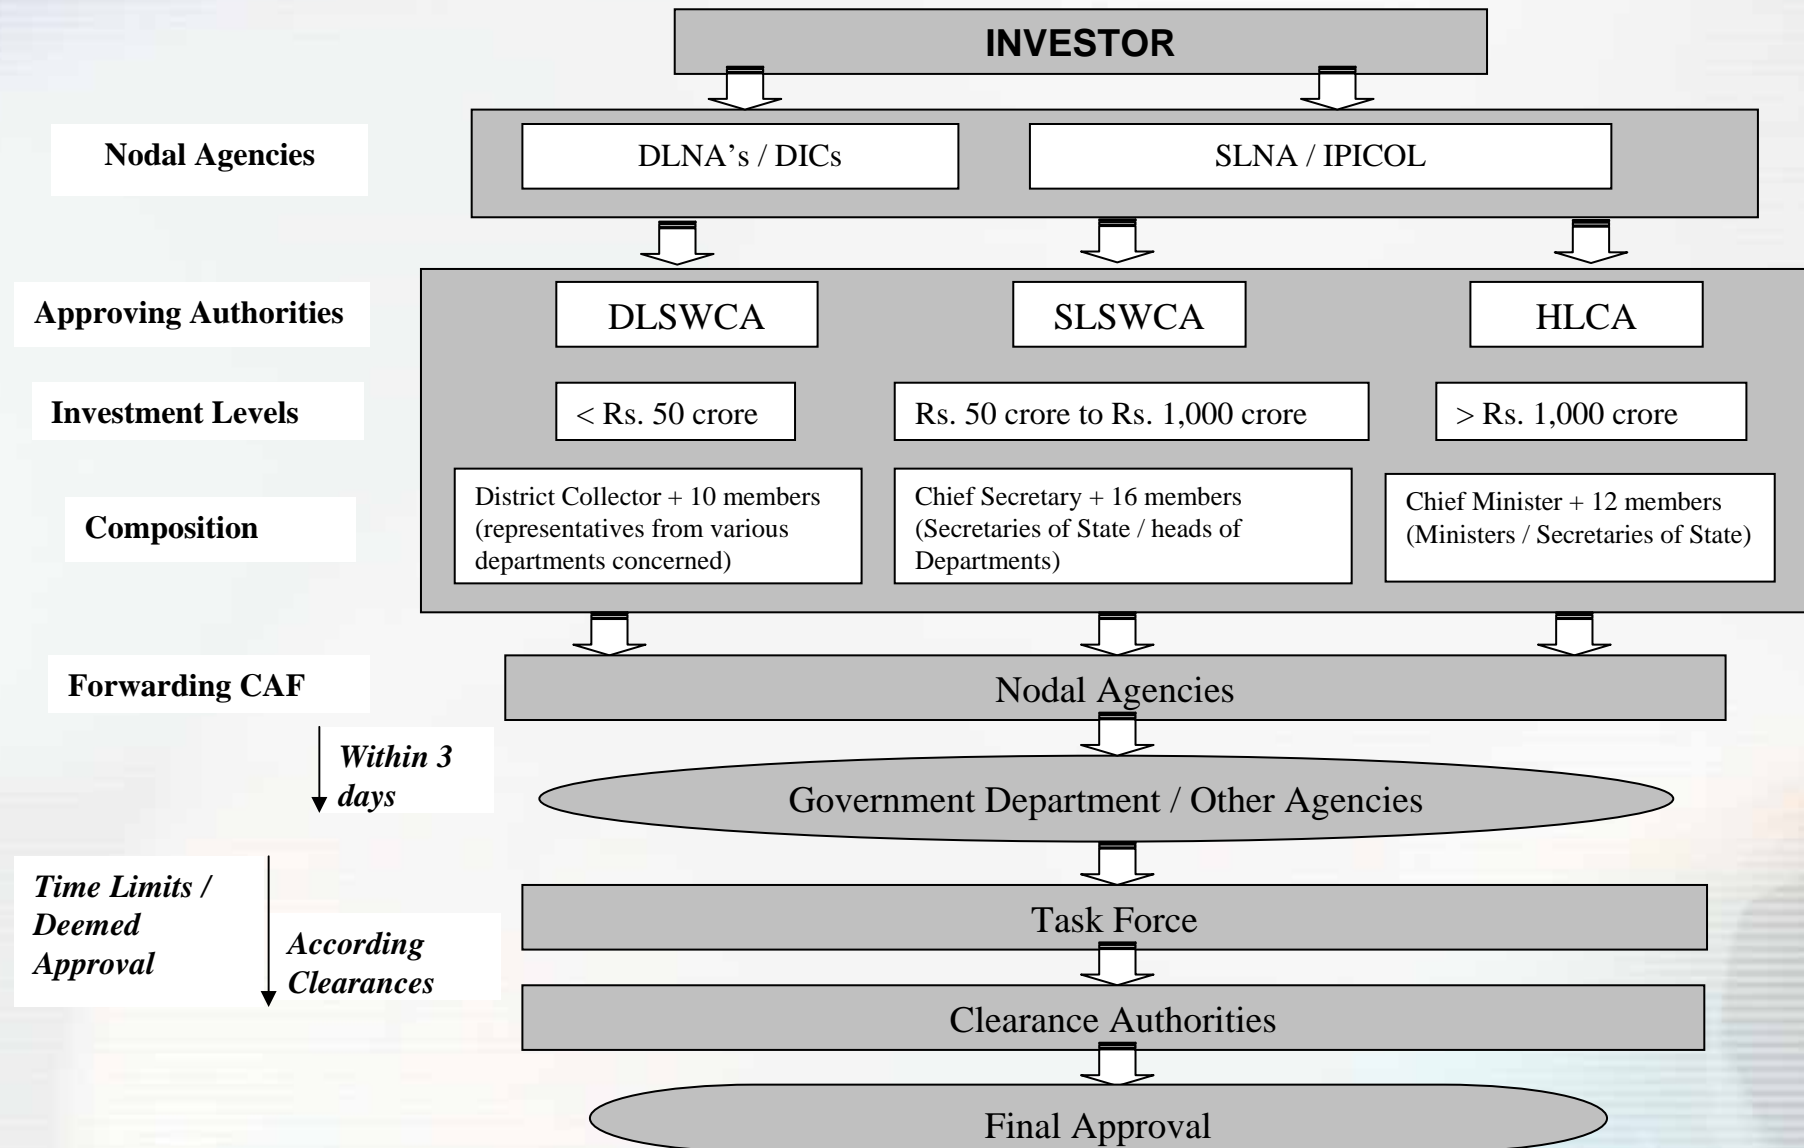 INVESTOR
Nodal Agencies
DLNA's / DICs
SLNA / IPICOL
Approving Authorities
DLSWCA
SLSWCA
HLCA
Investment Levels
< Rs. 50 crore
Rs. 50 crore to Rs. 1,000 crore
> Rs. 1,000 crore
Composition
District Collector + 10 members
(representatives from various
departments concerned)
Chief Secretary + 16 members
(Secretaries of State / heads of
Departments)
Chief Minister + 12 members
(Ministers / Secretaries of State)
Forwarding CAF
Nodal Agencies
Within 3
days
Government Department / Other Agencies
Time Limits /
Deemed
Approval
According
Clearances
Task Force
Clearance Authorities
Final Approval